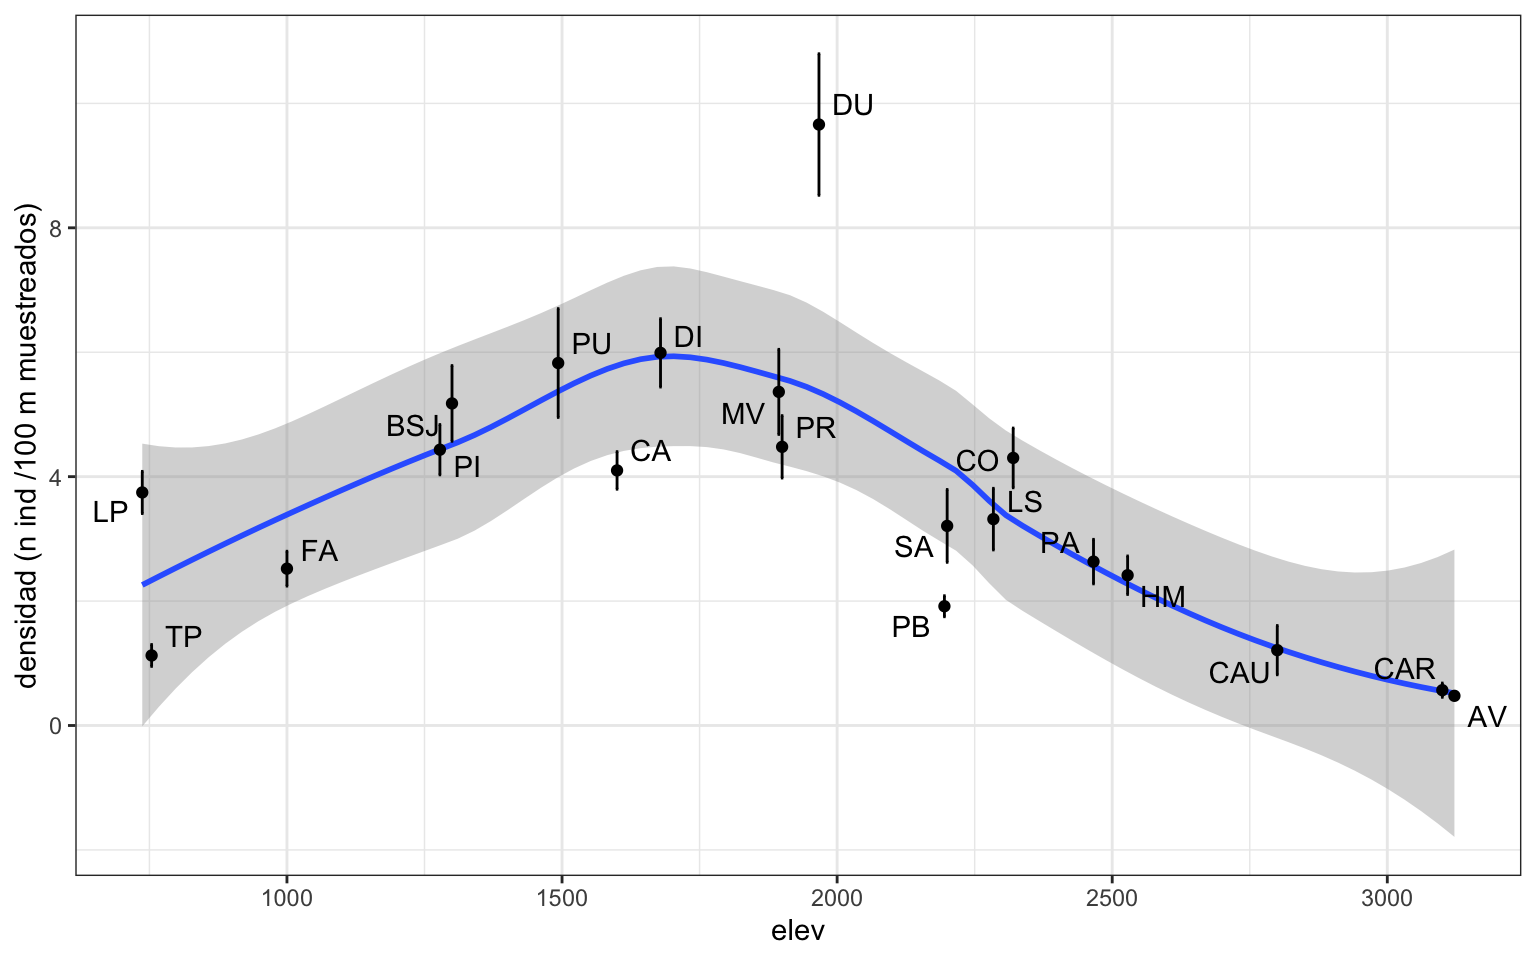 densidad (n ind /100 m muestreados)
8
4
0
DU
PU
DI
BSJ
PI
CA
MV
PR
CO
LS
LP
FA
SA
PA
HM
PB
TP
CAU
CAR
AV
1000
1500
2000
2500
3000
elev